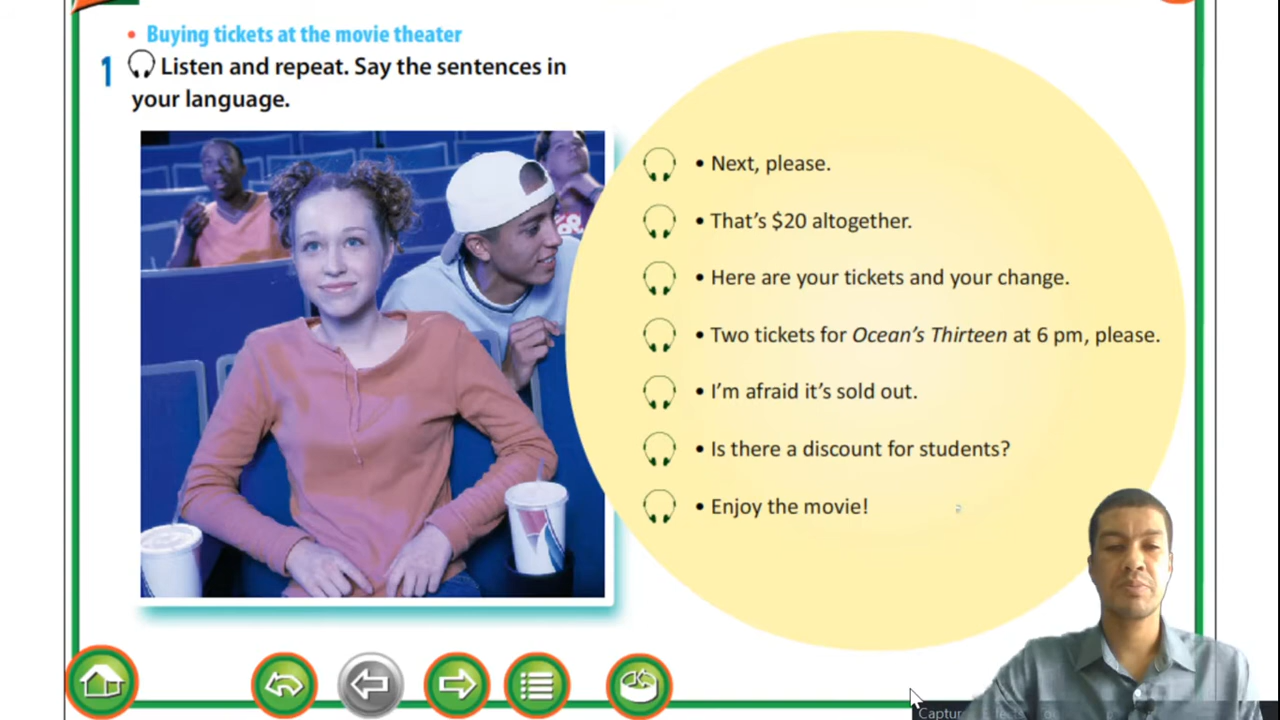 • Buying tickets at the movie theater
1 Listen and repeat. Say the sentences in
your language.
• Next, please.
• That's $20 altogether.
• Here are your tickets and your change.
• Two tickets for Ocean's Thirteen at 6 pm, please.
• I'm afraid it's sold out.
• Is there a discount for students?
• Enjoy the movie!